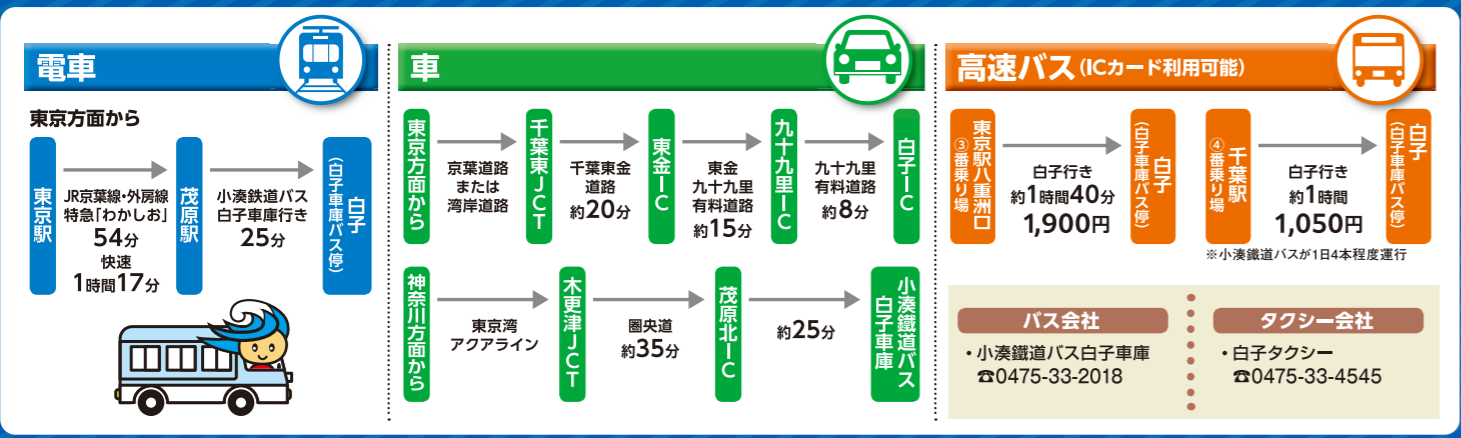 電車
東京方面から
東京駅
JR京葉線・外房線
特急「わかしお」
54分
快速
1時間17分
茂原駅
小湊鉄道バス
白子車庫行き
25分
白子
(白子車庫バス停)
車
東京方面から
京葉道路
または
湾岸道路
千葉東JCT
千葉東金
道路
約20分
東金IC
東金
九十九里
有料道路
約15分
九十九里IC
九十九里
有料道路
約8分
白子IC
神奈川方面から
東京湾
アクアライン
木更津JCT
圏央道
約35分
茂原北IC
約25分
小湊鐵道バス
白子車庫
高速バス(ICカード利用可能)
東京駅八重洲口
③番乗り場
白子行き
約1時間40分
1,900円
白子
(白子車庫バス停)
千葉駅
④番乗り場
白子行き
約1時間
1,050円
白子
(白子車庫バス停)
※小湊鐵道バスが1日4本程度運行
バス会社
・小湊鐵道バス白子車庫
☎0475-33-2018
タクシー会社
・白子タクシー
☎0475-33-4545